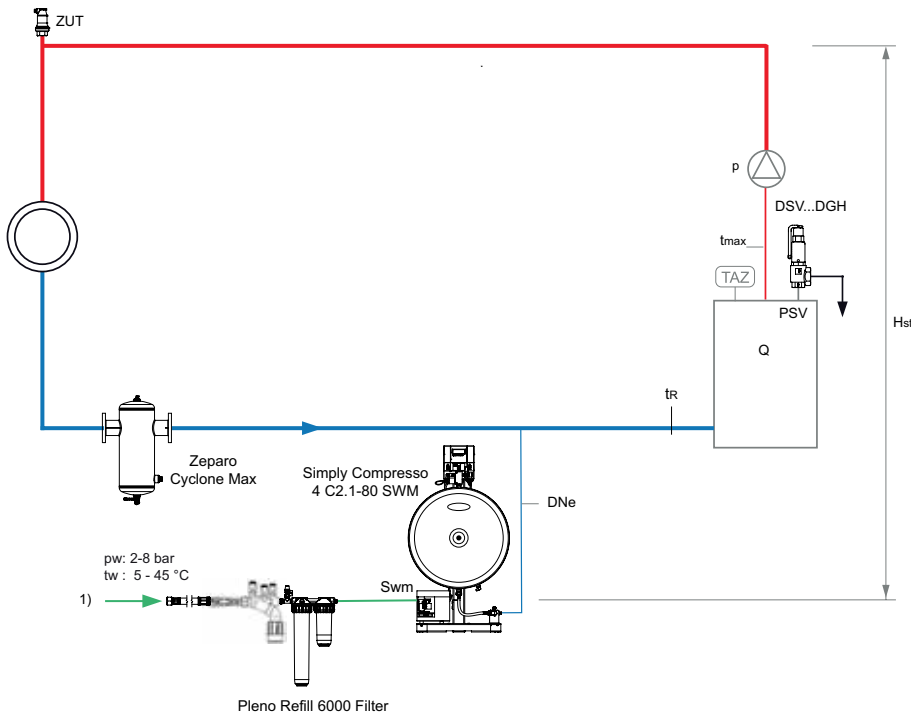 ZUT
p
DSV...DGH
tmax
TAZ
PSV
Hst
Q
tR
Zeparo
Cyclone Max
Simply Compresso
4 C2.1-80 SWM
DNe
pw: 2-8 bar
tw : 5 - 45 °C
Swm
1)
Pleno Refill 6000 Filter